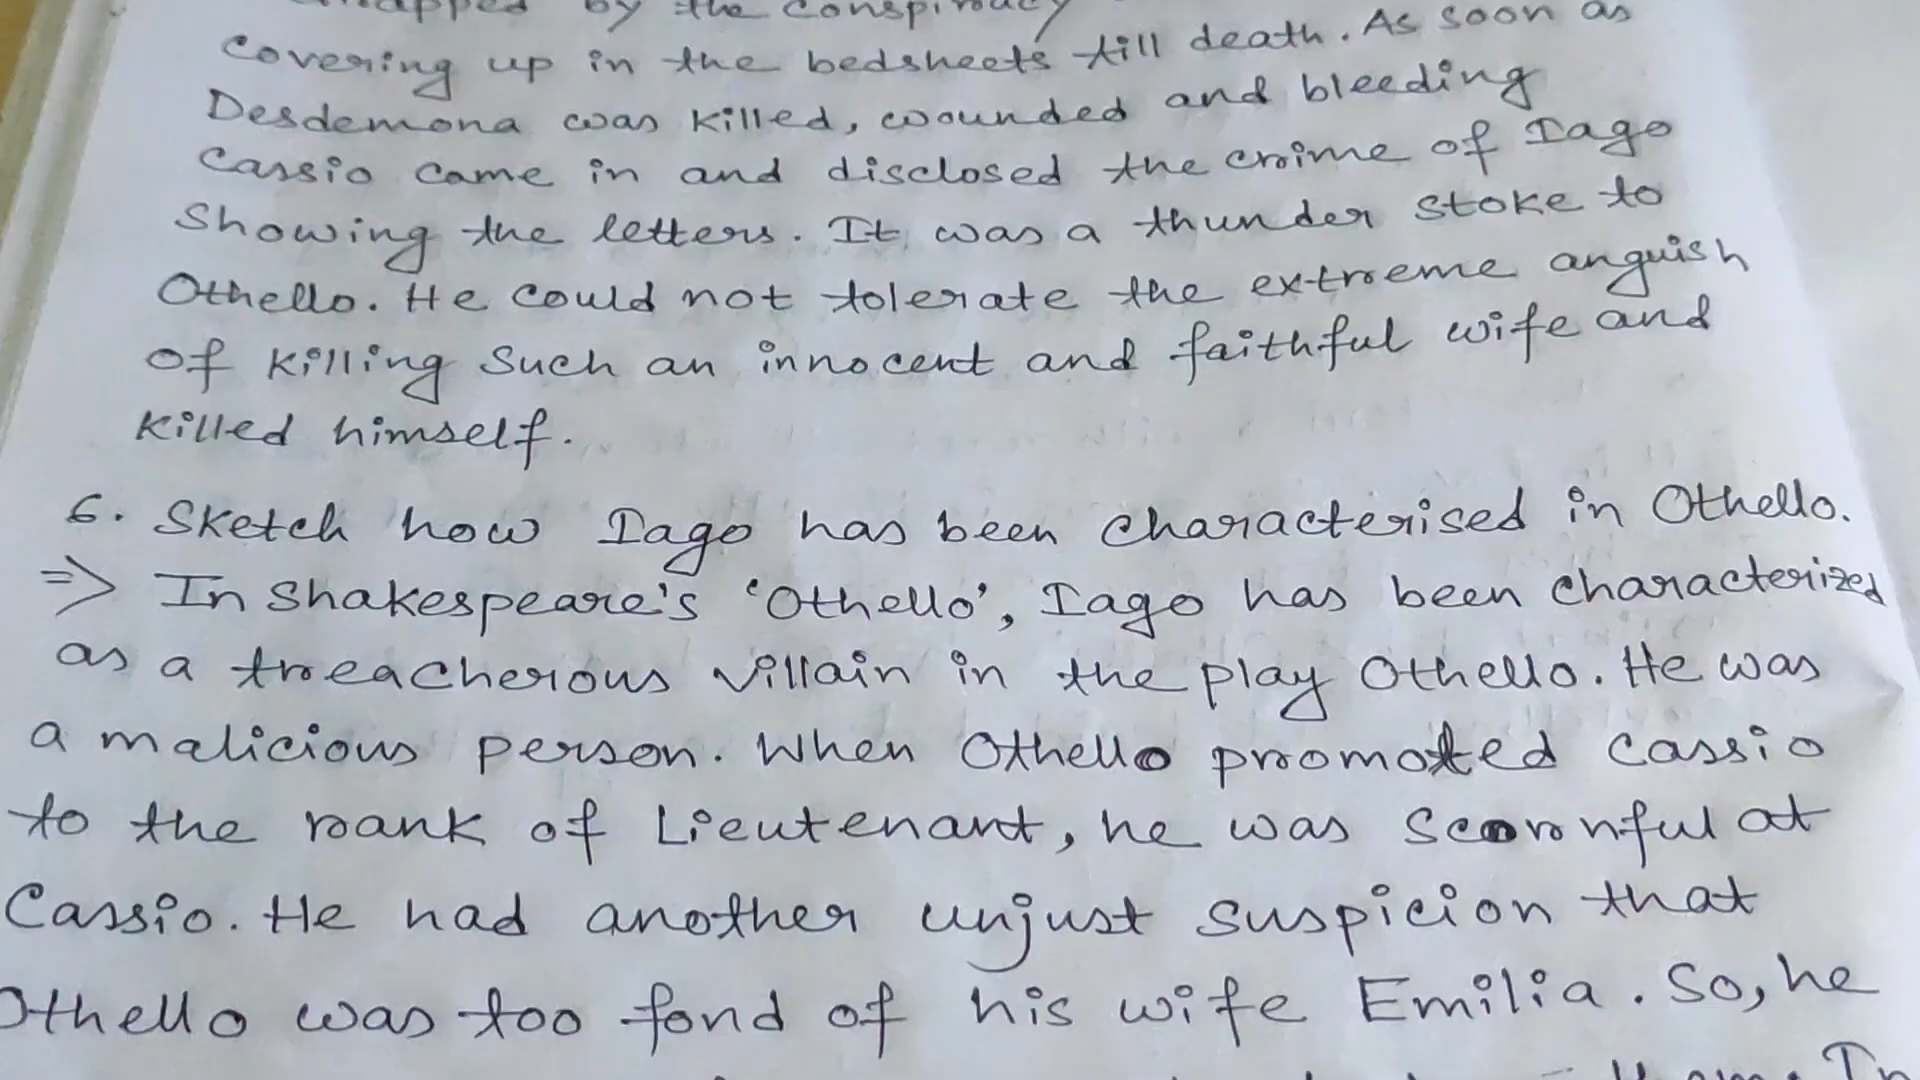 by the conspiracy
covering up in the bedsheets till death. As soon as
Desdemona was killed, wounded and bleeding
Cassio came in and disclosed the crime of Iago
showing the letters. It was a thunder stoke to
Othello. He could not tolerate the extreme anguish
of killing such an innocent and faithful wife and
killed himself.
6. Sketch how Iago has been characterised in Othello.
⇒ In Shakespeare's 'Othello', Iago has been characterized
as a treacherous villain in the play Othello. He was
a malicious person. When Othello promoted Cassio
to the rank of Lieutenant, he was scornful at
Cassio. He had another unjust suspicion that
Othello was too fond of his wife Emilia. So, he
In